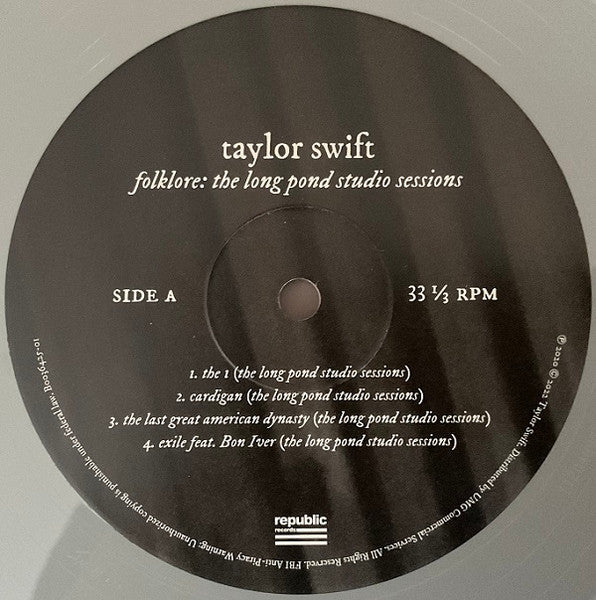 taylor swift
folklore: the long pond studio sessions
SIDE A
33 ⅓ RPM
1. the 1 (the long pond studio sessions)
2. cardigan (the long pond studio sessions)
3. the last great american dynasty (the long pond studio sessions)
4. exile feat. Bon Iver (the long pond studio sessions)
republic
records
℗ 2020 © 2022 Taylor Swift. Distributed by UMG Commercial Services. All Rights Reserved. FBI Anti-Piracy Warning: Unauthorized copying is punishable under federal law.